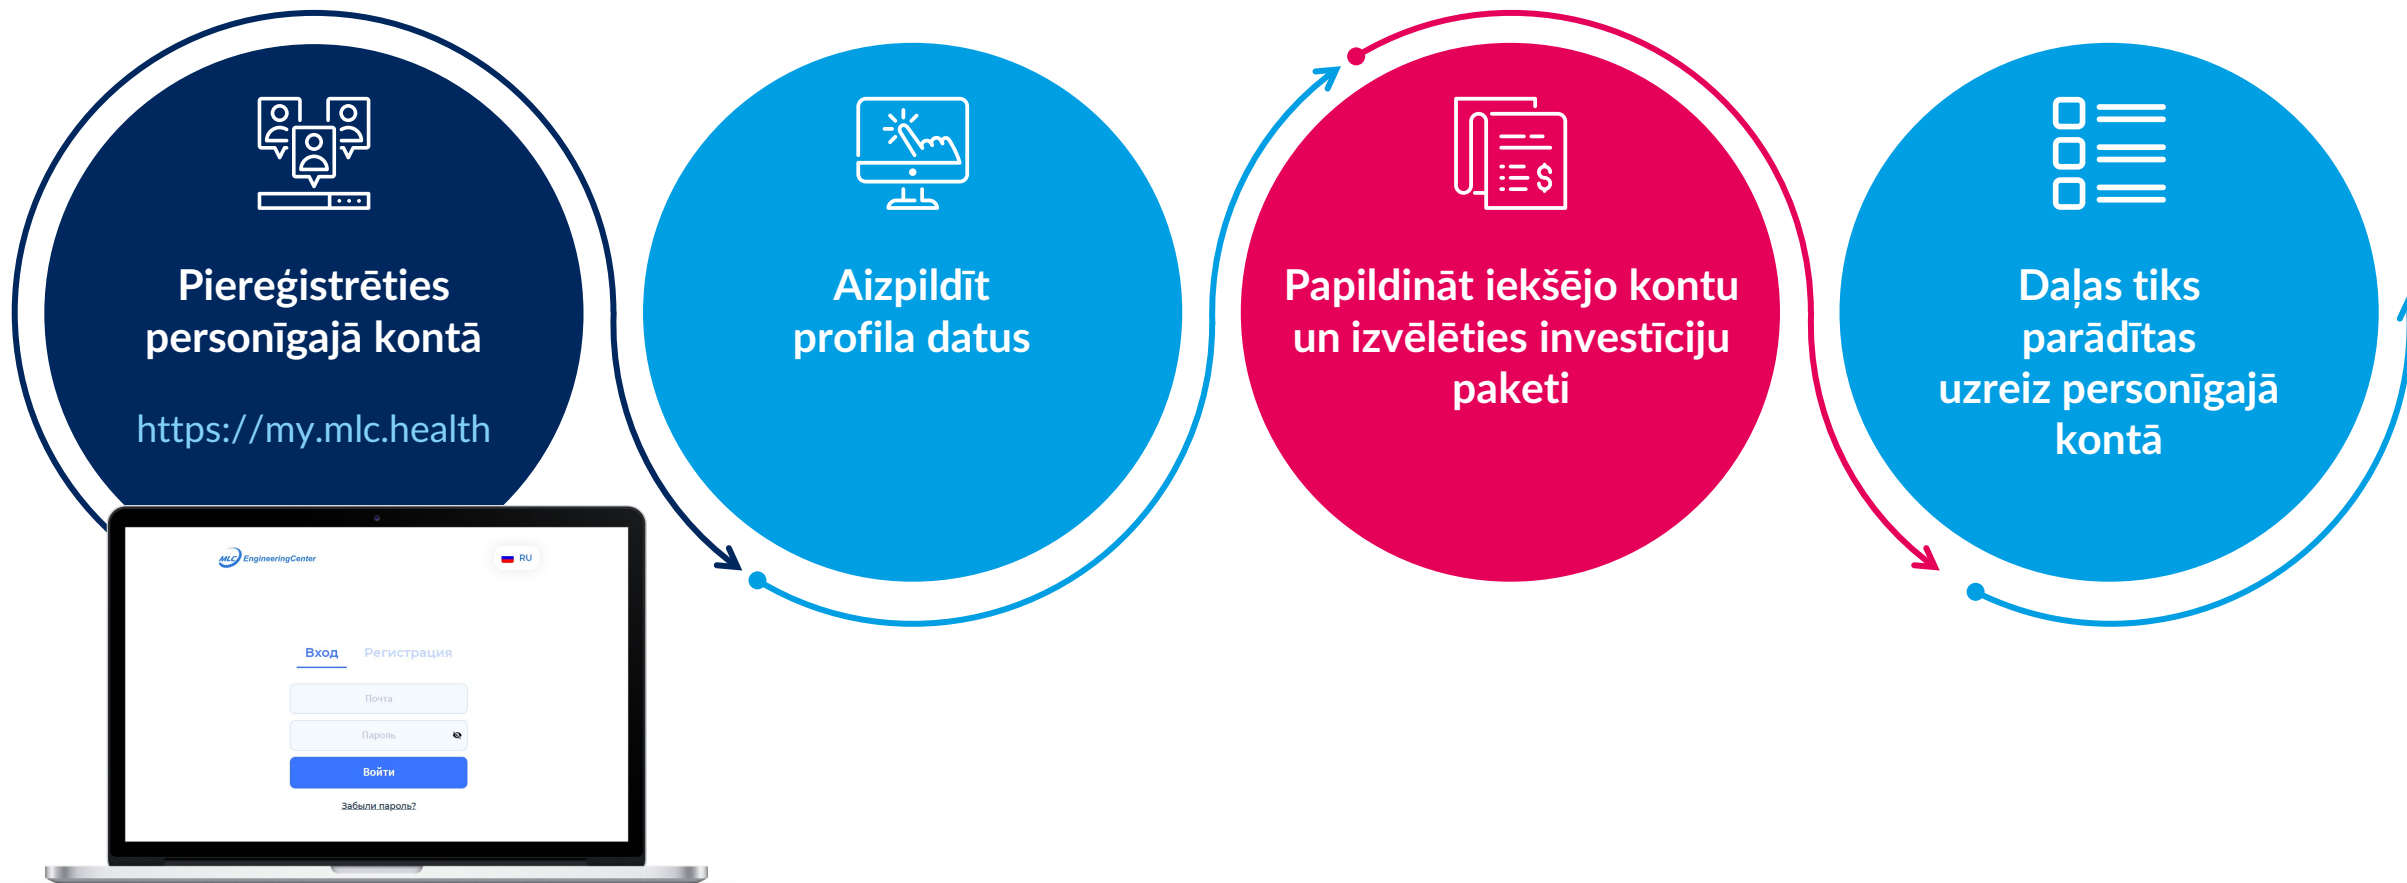 Piereģistrēties
personīgajā kontā
https://my.mlc.health
Aizpildīt
profila datus
Papildināt iekšējo kontu
un izvēlēties investīciju
paketi
Daļas tiks
parādītas
uzreiz personīgajā
kontā
MLC EngineeringCenter
RU
Вход Регистрация
Почта
Пароль
Войти
Забыли пароль?
$